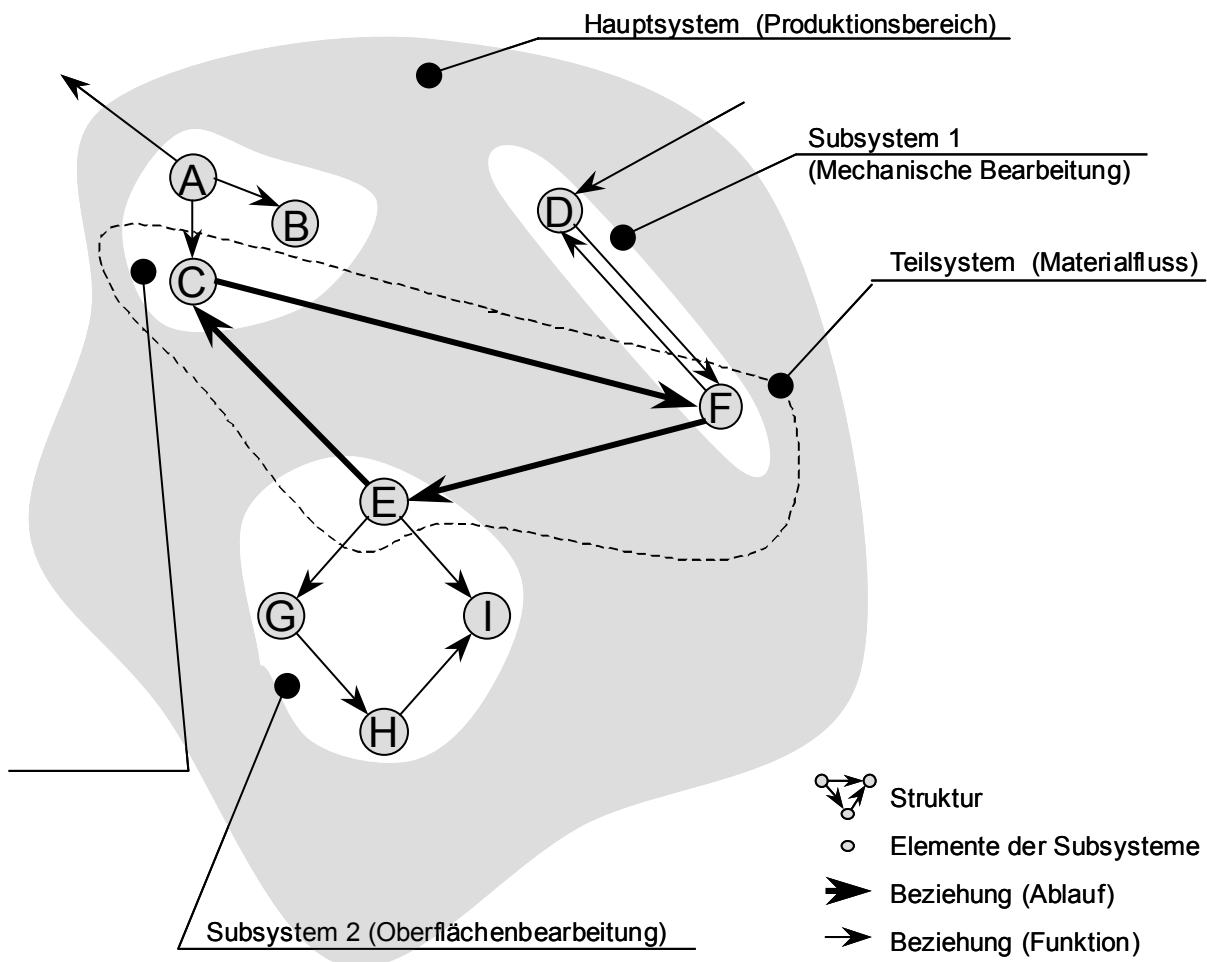 Hauptsystem (Produktionsbereich)
Subsystem 1
(Mechanische Bearbeitung)
A
B
D
Teilsystem (Materialfluss)
C
F
E
G
I
H
Struktur
Elemente der Subsysteme
Beziehung (Ablauf)
Subsystem 2 (Oberflächenbearbeitung)
Beziehung (Funktion)